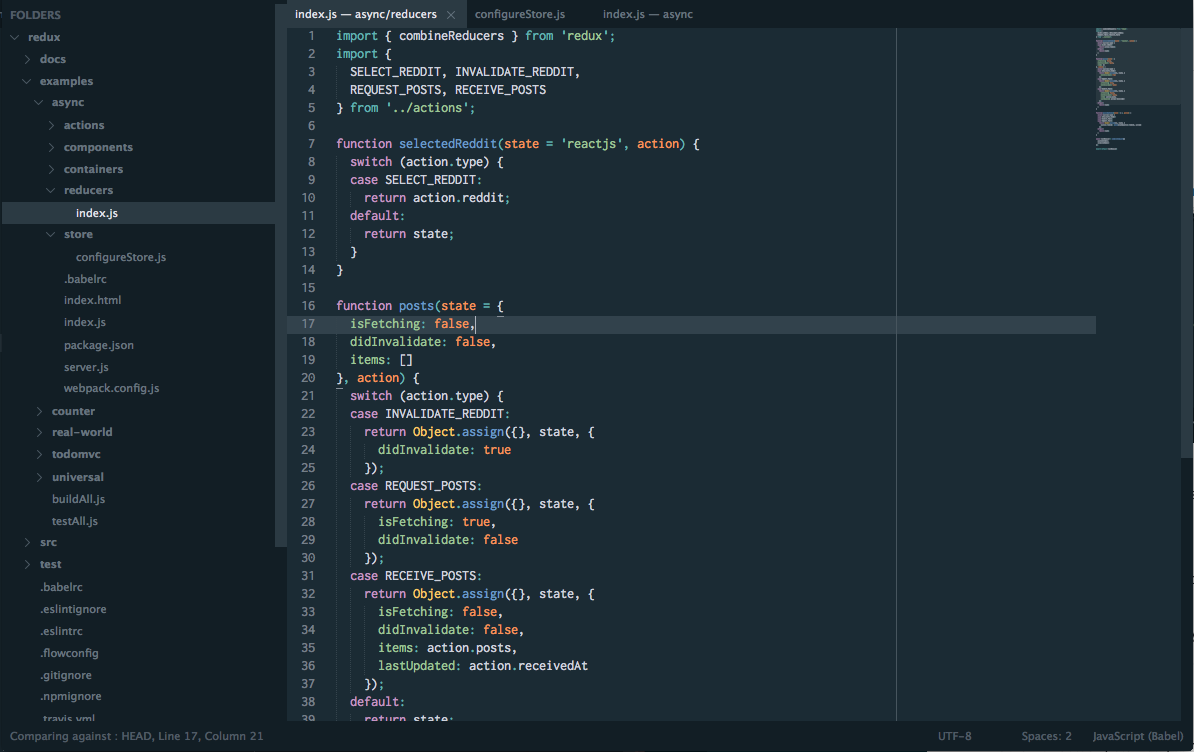 FOLDERS
redux
docs
examples
async
actions
components
containers
reducers
index.js
store
configureStore.js
.babelrc
index.html
index.js
package.json
server.js
webpack.config.js
counter
real-world
todomvc
universal
buildAll.js
testAll.js
src
test
.babelrc
.eslintignore
.eslintrc
.flowconfig
.gitignore
.npmignore
.travis.yml
index.js — async/reducers × configureStore.js index.js — async
1 import { combineReducers } from 'redux';
2 import {
3   SELECT_REDDIT, INVALIDATE_REDDIT,
4   REQUEST_POSTS, RECEIVE_POSTS
5 } from '../actions';
6
7 function selectedReddit(state = 'reactjs', action) {
8   switch (action.type) {
9   case SELECT_REDDIT:
10     return action.reddit;
11   default:
12     return state;
13   }
14 }
15
16 function posts(state = {
17   isFetching: false,
18   didInvalidate: false,
19   items: []
20 }, action) {
21   switch (action.type) {
22   case INVALIDATE_REDDIT:
23     return Object.assign({}, state, {
24       didInvalidate: true
25     });
26   case REQUEST_POSTS:
27     return Object.assign({}, state, {
28       isFetching: true,
29       didInvalidate: false
30     });
31   case RECEIVE_POSTS:
32     return Object.assign({}, state, {
33       isFetching: false,
34       didInvalidate: false,
35       items: action.posts,
36       lastUpdated: action.receivedAt
37     });
38   default:
39     return state;
Comparing against : HEAD, Line 17, Column 21 UTF-8 Spaces: 2 JavaScript (Babel)